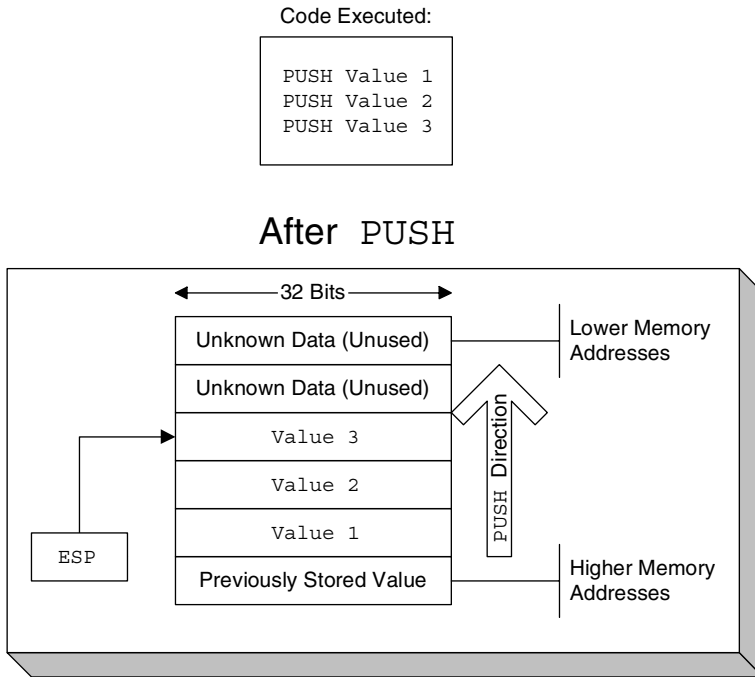 Code Executed:
PUSH Value 1
PUSH Value 2
PUSH Value 3
After PUSH
32 Bits
Unknown Data (Unused)
Lower Memory
Addresses
Unknown Data (Unused)
Value 3
PUSH Direction
Value 2
Value 1
ESP
Previously Stored Value
Higher Memory
Addresses